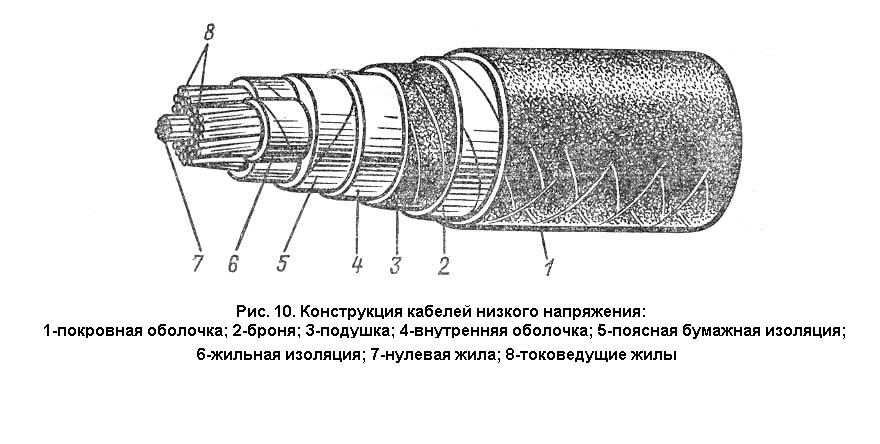 8
7 6 5 4 3 2 1
Рис. 10. Конструкция кабелей низкого напряжения:
1-покровная оболочка; 2-броня; 3-подушка; 4-внутренняя оболочка; 5-поясная бумажная изоляция;
6-жильная изоляция; 7-нулевая жила; 8-токоведущие жилы